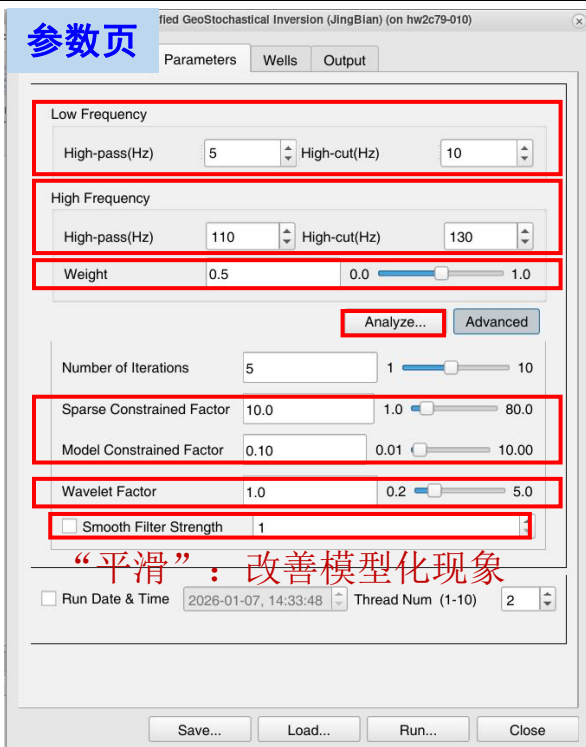 参数页
fied GeoStochastical Inversion (JingBian) (on hw2c79-010)
Parameters Wells Output
Low Frequency
High-pass(Hz) 5 High-cut(Hz) 10
High Frequency
High-pass(Hz) 110 High-cut(Hz) 130
Weight 0.5 0.0 1.0
Analyze... Advanced
Number of Iterations 5 1 10
Sparse Constrained Factor 10.0 1.0 80.0
Model Constrained Factor 0.10 0.01 10.00
Wavelet Factor 1.0 0.2 5.0
Smooth Filter Strength 1
“平滑”：改善模型化现象
Run Date & Time 2026-01-07, 14:33:48 Thread Num (1-10) 2
Save... Load... Run... Close